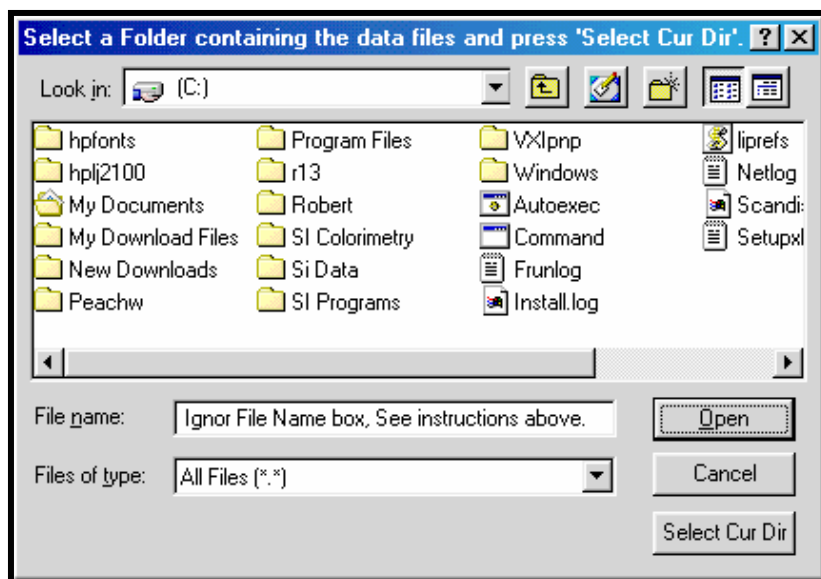 Select a Folder containing the data files and press 'Select Cur Dir'.
Look in: (C:)
hpfonts Program Files VXIpnp liprefs
hplj2100 r13 Windows Netlog
My Documents Robert Autoexec Scandi
My Download Files SI Colorimetry Command Setupxl
New Downloads Si Data Frunlog
Peachw SI Programs Install.log
File name: Ignor File Name box, See instructions above. Open
Files of type: All Files (*.*) Cancel
Select Cur Dir